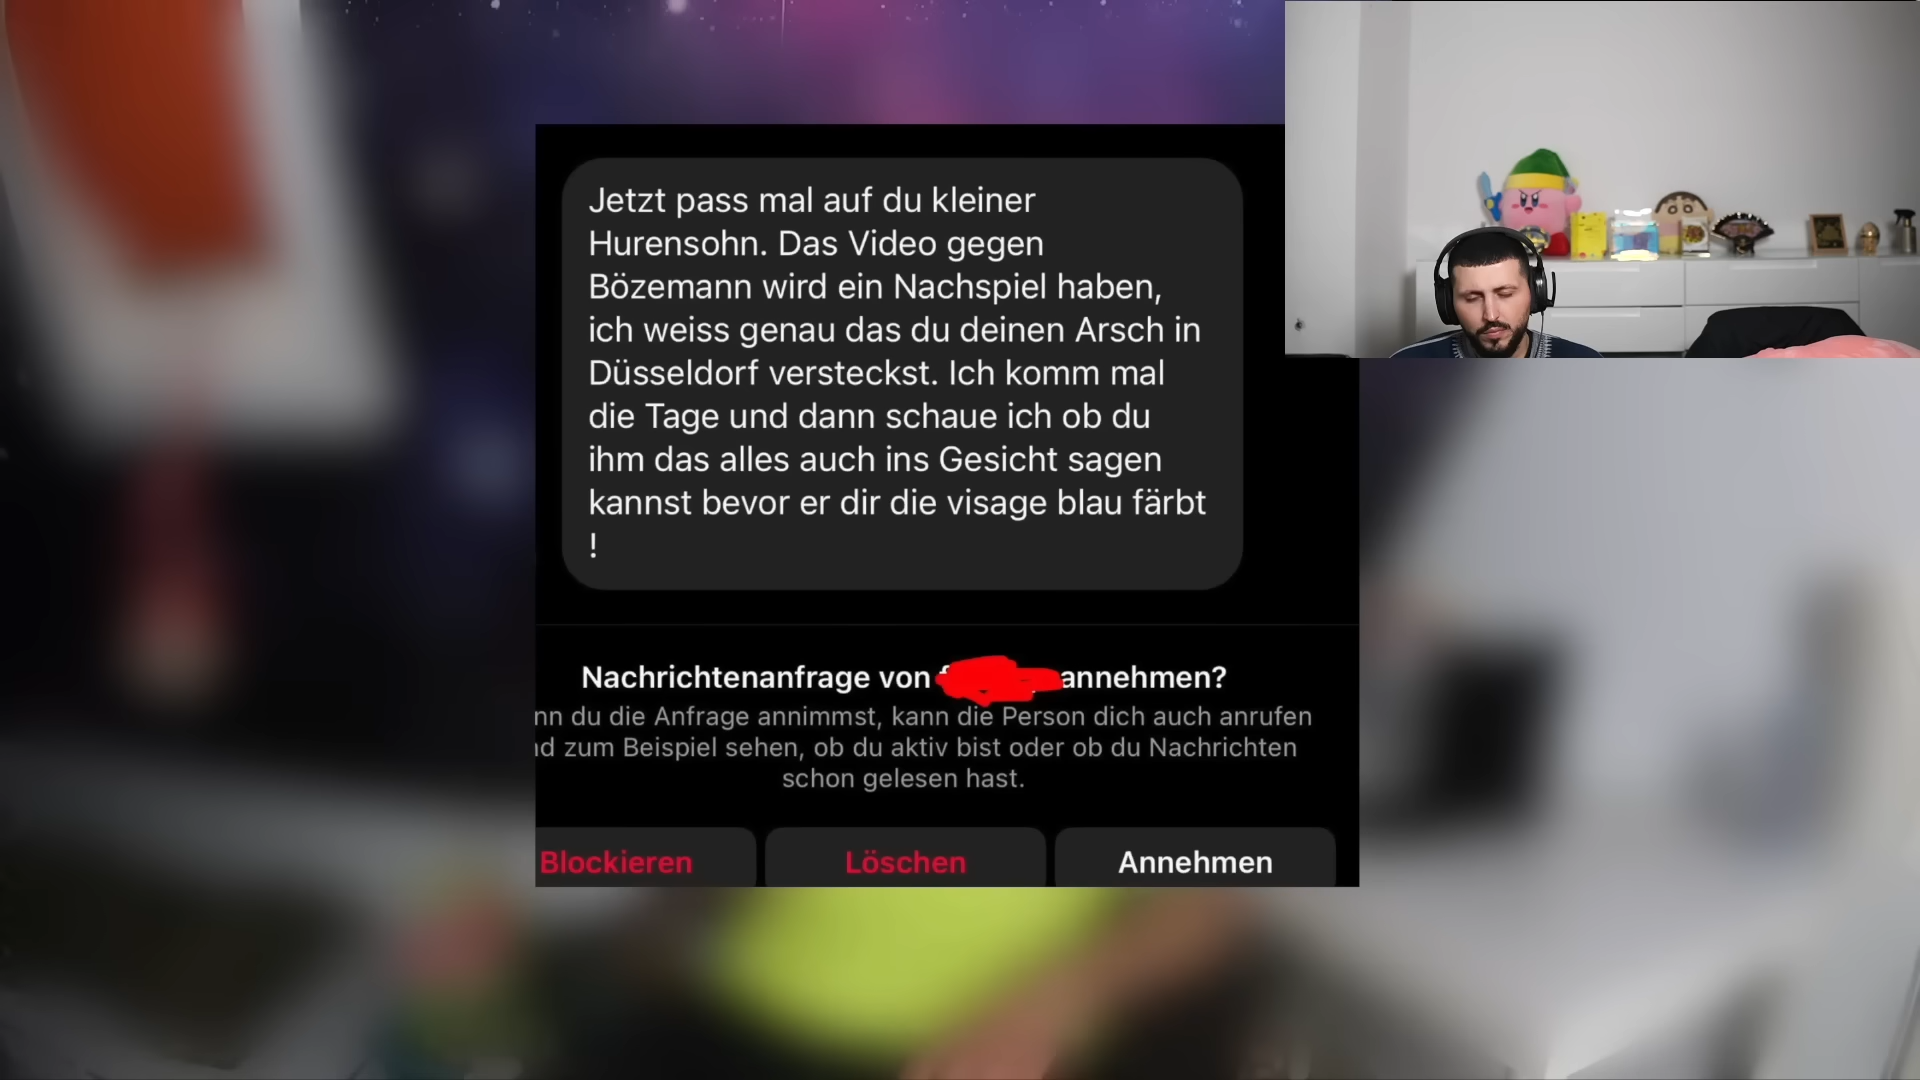 Jetzt pass mal auf du kleiner
Hurensohn. Das Video gegen
Bözemann wird ein Nachspiel haben,
ich weiss genau das du deinen Arsch in
Düsseldorf versteckst. Ich komm mal
die Tage und dann schaue ich ob du
ihm das alles auch ins Gesicht sagen
kannst bevor er dir die visage blau färbt
!
Nachrichtenanfrage von annehmen?
du die Anfrage annimmst, kann die Person dich auch anrufen
zum Beispiel sehen, ob du aktiv bist oder ob du Nachrichten
schon gelesen hast.
Blockieren Löschen Annehmen